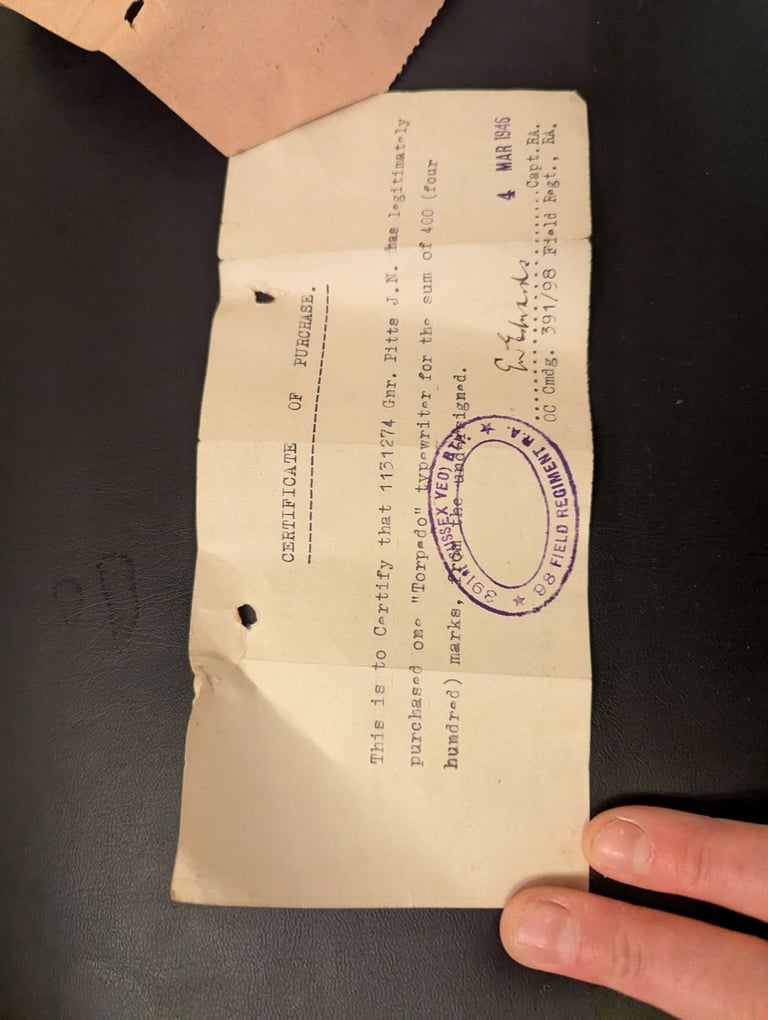 CERTIFICATE OF PURCHASE.
This is to Certify that 1131274 Gnr. Pitts J.N. has legitimately
purchased one "Torpedo" typewriter for the sum of 400 (four
hundred) marks, from the undersigned.
4 MAR 1946
Edwards
Capt.RA.
OC Cmdg. 391/98 Field Regt., RA.
391st (SUSSEX YEO) BTY
98 FIELD REGIMENT R.A.